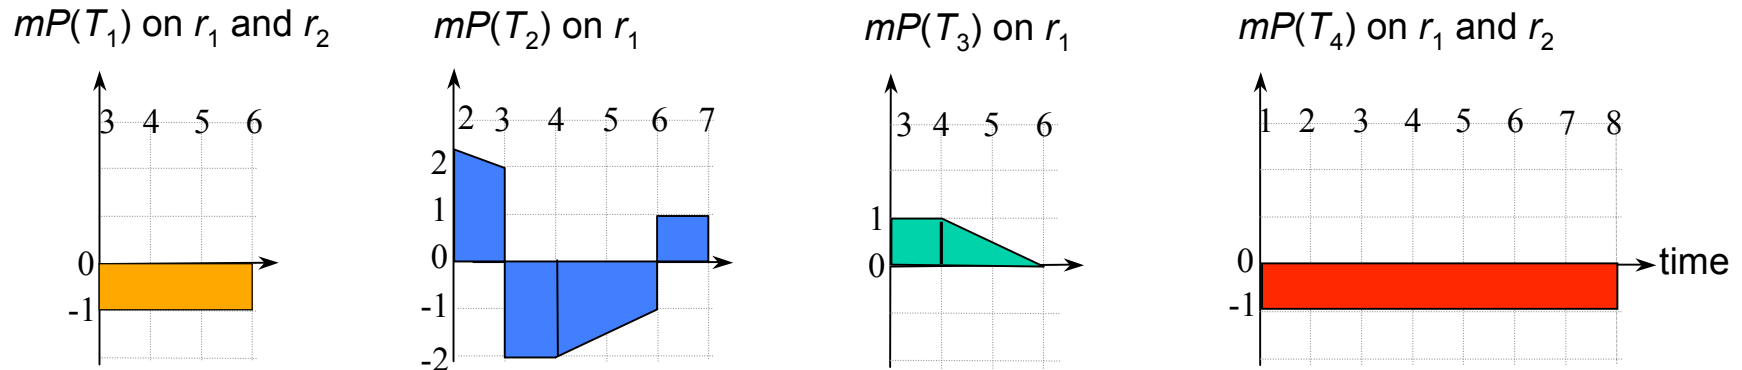 mP(T1) on r1 and r2
3 4 5 6
0
-1
mP(T2) on r1
2 3 4 5 6 7
2
1
0
-1
-2
mP(T3) on r1
3 4 5 6
1
0
mP(T4) on r1 and r2
1 2 3 4 5 6 7 8
0
-1
time